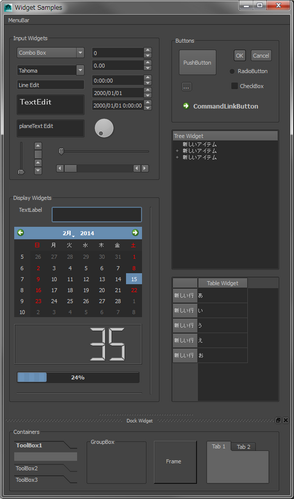 Widget Samples
MenuBar
Input Widgets
Combo Box
0
Tahoma
0.00
Line Edit
0:00:00
TextEdit
2000/01/01
2000/01/01 0:00:00
planeText Edit
Buttons
PushButton
OK
Cancel
RadioButton
CheckBox
...
CommandLinkButton
Tree Widget
新しいアイテム
新しいアイテム
新しいアイテム
Display Widgets
TextLabel
2月, 2014
日 月 火 水 木 金 土
5 26 27 28 29 30 31 1
6 2 3 4 5 6 7 8
7 9 10 11 12 13 14 15
8 16 17 18 19 20 21 22
9 23 24 25 26 27 28 1
10 2 3 4 5 6 7 8
35
24%
Table Widget
新しい行 あ
新しい行 い
新しい行 う
新しい行 え
新しい行 お
Dock Widget
Containers
ToolBox1
ToolBox2
ToolBox3
GroupBox
Frame
Tab 1
Tab 2